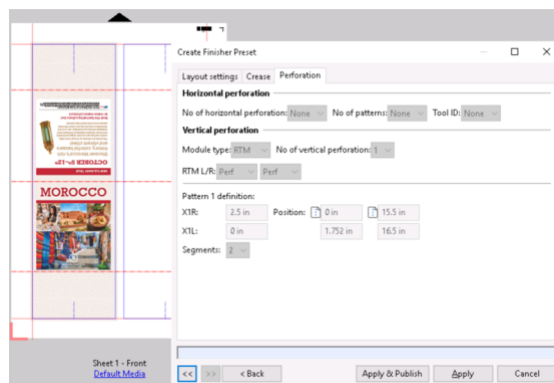 Create Finisher Preset
Layout settings Crease Perforation
Horizontal perforation
No of horizontal perforation: None No of patterns: None Tool ID: None
Vertical perforation
Module type: RTM No of vertical perforation: 1
RTM L/R: Perf Perf
Pattern 1 definition:
X1R: 2.5 in Position: 0 in 15.5 in
X1L: 0 in 1.752 in 16.5 in
Segments: 2
OCTOBER 5th-12th
MOROCCO
Sheet 1 - Front
Default Media
<< >> < Back Apply & Publish Apply Cancel